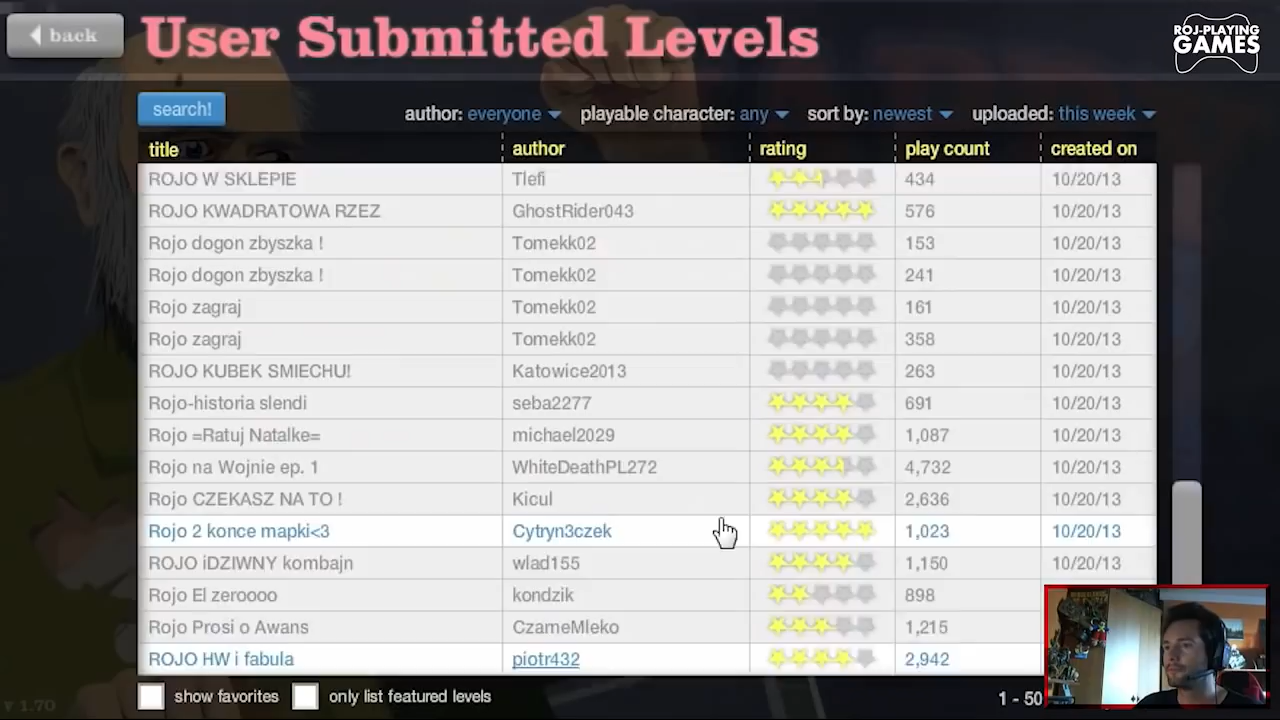 back
User Submitted Levels
ROJ-PLAYING
GAMES
search!
author: everyone playable character: any sort by: newest uploaded: this week
title author rating play count created on
ROJO W SKLEPIE Tlefi 434 10/20/13
ROJO KWADRATOWA RZEZ GhostRider043 576 10/20/13
Rojo dogon zbyszka ! Tomekk02 153 10/20/13
Rojo dogon zbyszka ! Tomekk02 241 10/20/13
Rojo zagraj Tomekk02 161 10/20/13
Rojo zagraj Tomekk02 358 10/20/13
ROJO KUBEK SMIECHU! Katowice2013 263 10/20/13
Rojo-historia slendi seba2277 691 10/20/13
Rojo =Ratuj Natalke= michael2029 1,087 10/20/13
Rojo na Wojnie ep. 1 WhiteDeathPL272 4,732 10/20/13
Rojo CZEKASZ NA TO ! Kicul 2,636 10/20/13
Rojo 2 konce mapki<3 Cytryn3czek 1,023 10/20/13
ROJO iDZIWNY kombajn wlad155 1,150 10/20/13
Rojo El zeroooo kondzik 898
Rojo Prosi o Awans CzarneMleko 1,215
ROJO HW i fabula piotr432 2,942
show favorites only list featured levels 1 - 50
v 1.70